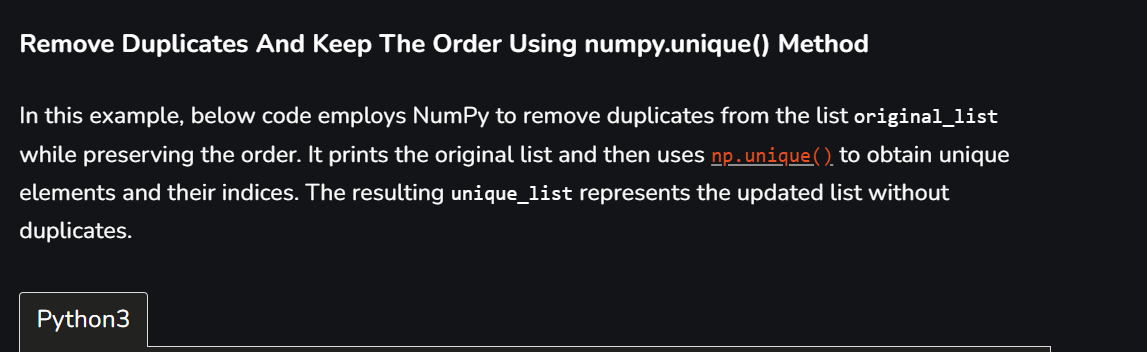 Remove Duplicates And Keep The Order Using numpy.unique() Method
In this example, below code employs NumPy to remove duplicates from the list original_list
while preserving the order. It prints the original list and then uses np.unique() to obtain unique
elements and their indices. The resulting unique_list represents the updated list without
duplicates.
Python3